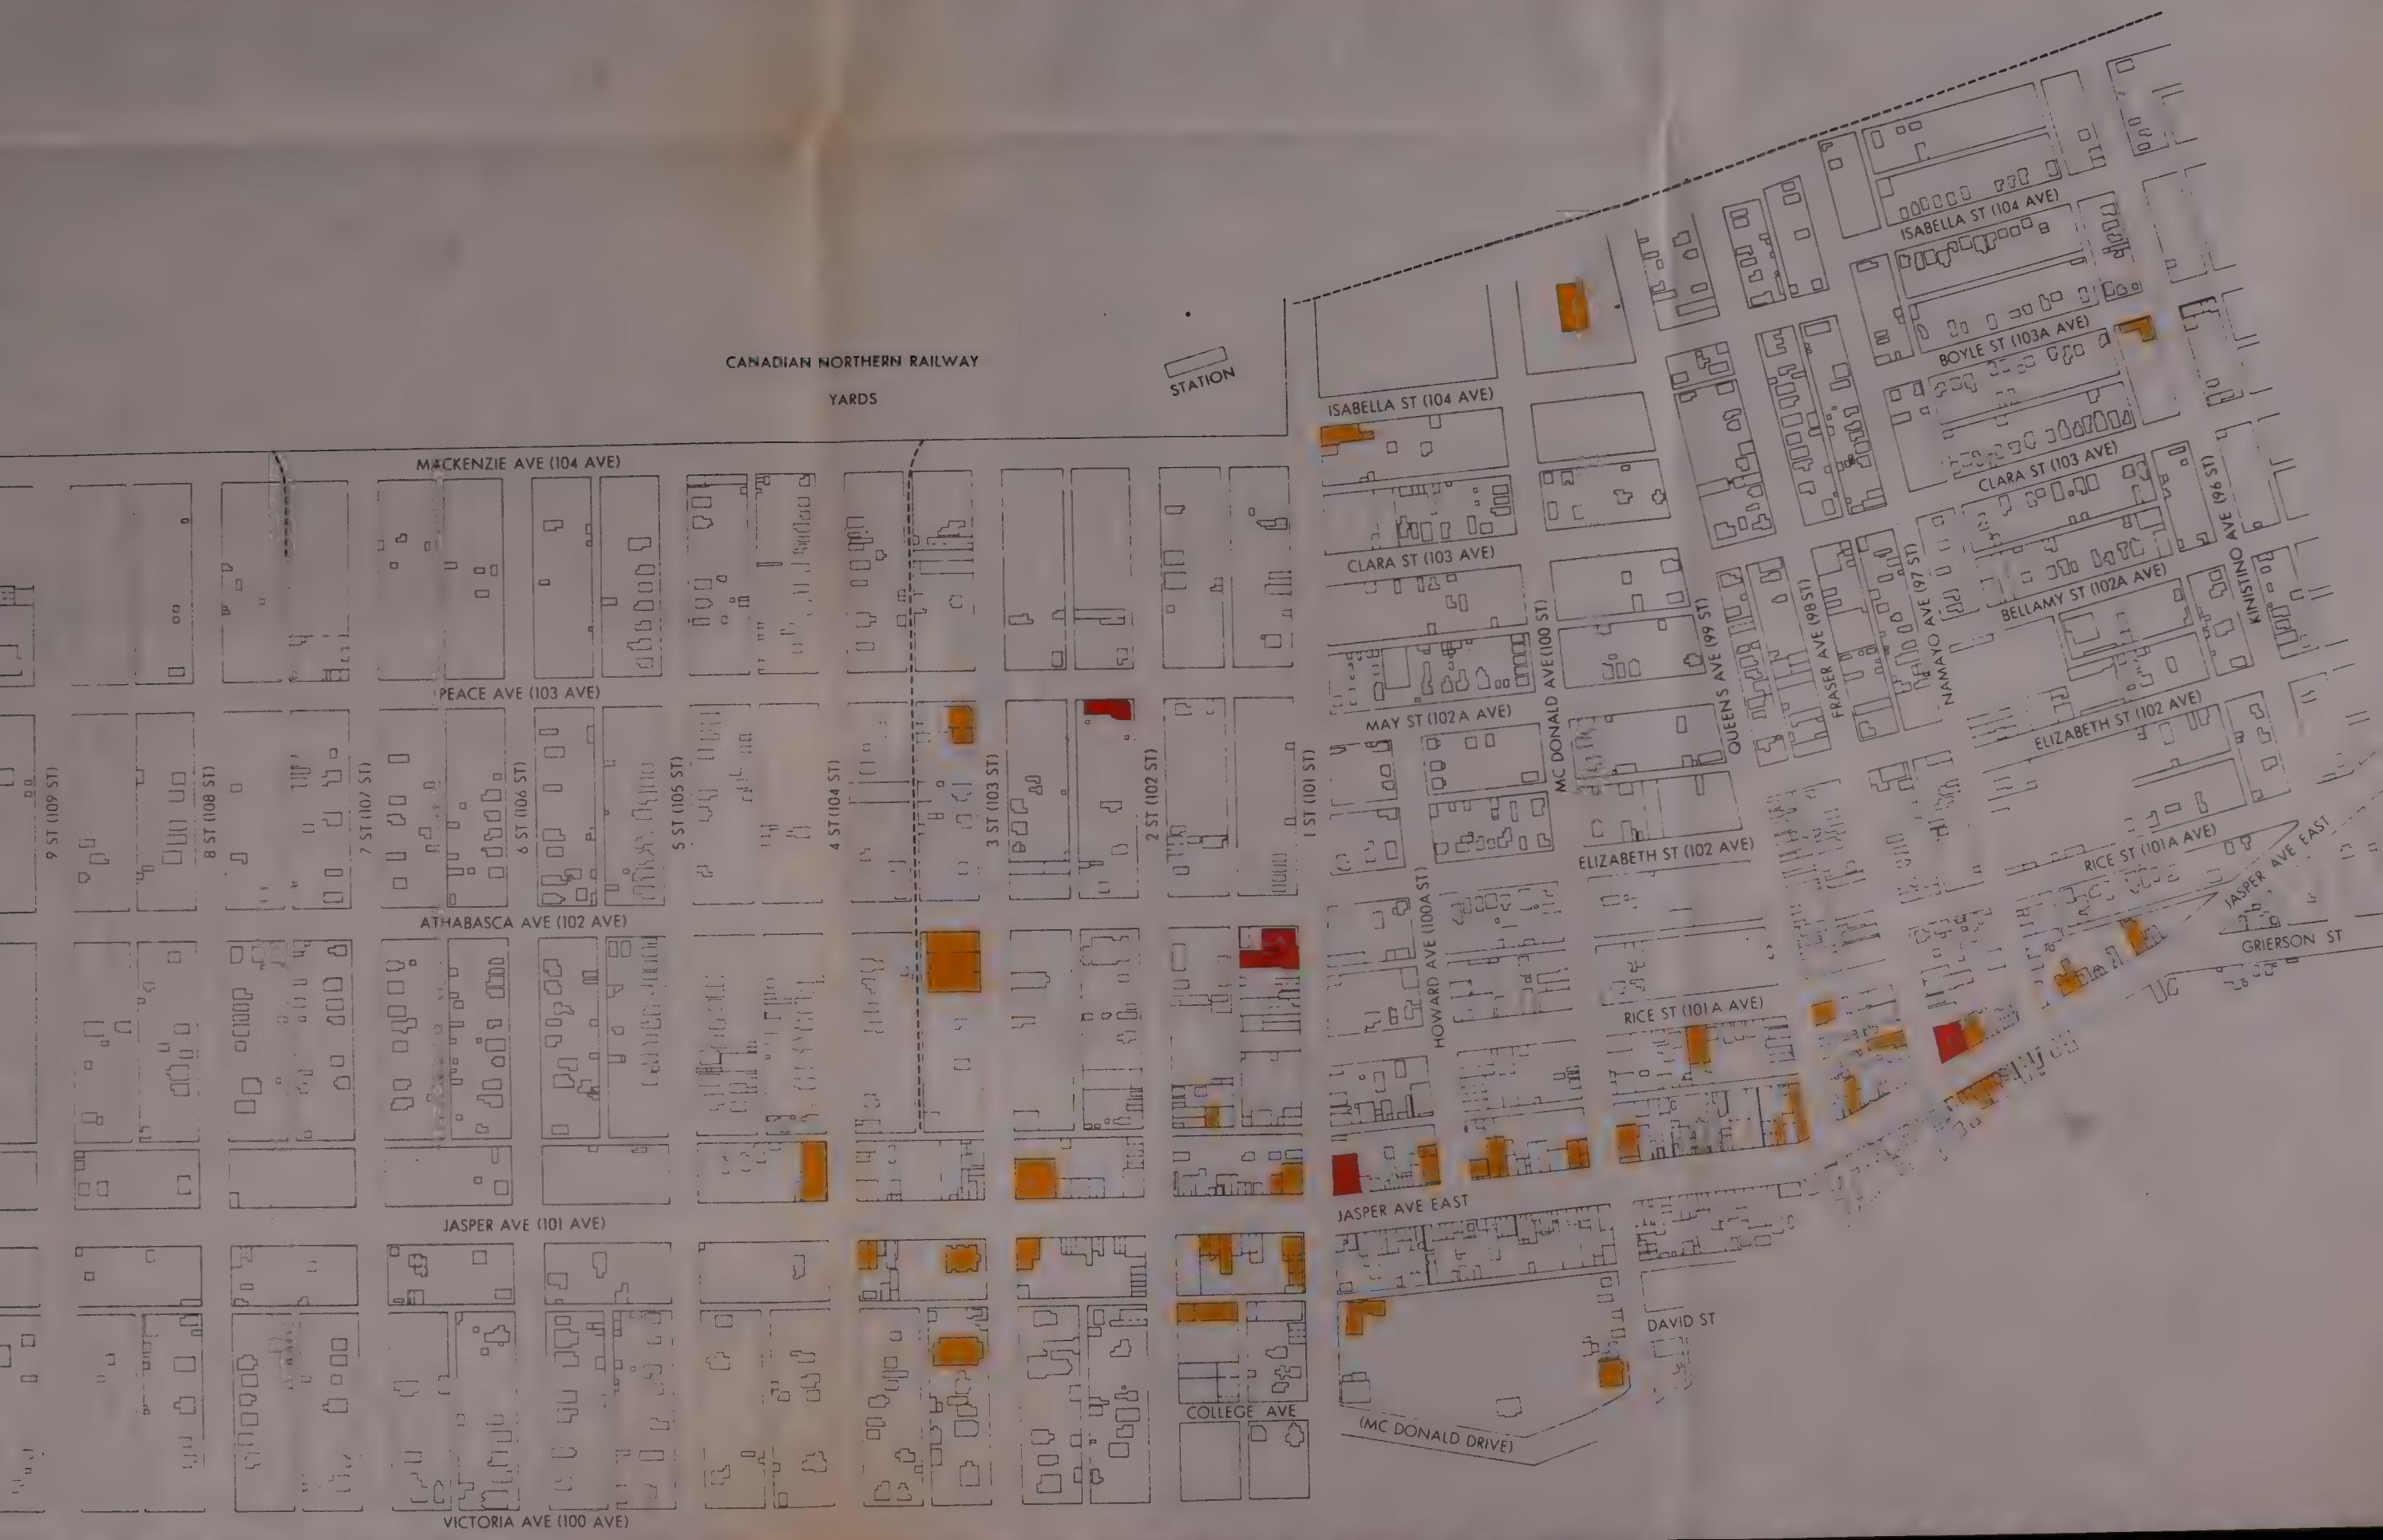 ISABELLA ST (104 AVE)
BOYLE ST (103A AVE)
CANADIAN NORTHERN RAILWAY
YARDS
STATION
ISABELLA ST (104 AVE)
MACKENZIE AVE (104 AVE)
CLARA ST (103 AVE)
KINISTINO AVE (96 ST)
CLARA ST (103 AVE)
BELLAMY ST (102A AVE)
NAMAYO AVE (97 ST)
FRASER AVE (98 ST)
QUEENS AVE (99 ST)
MC DONALD AVE (100 ST)
PEACE AVE (103 AVE)
MAY ST (102A AVE)
ELIZABETH ST (102 AVE)
9 ST (109 ST)
8 ST (108 ST)
7 ST (107 ST)
6 ST (106 ST)
5 ST (105 ST)
4 ST (104 ST)
3 ST (103 ST)
2 ST (102 ST)
1 ST (101 ST)
ELIZABETH ST (102 AVE)
RICE ST (101A AVE)
JASPER AVE EAST
ATHABASCA AVE (102 AVE)
HOWARD AVE (100A ST)
GRIERSON ST
RICE ST (101A AVE)
JASPER AVE EAST
JASPER AVE (101 AVE)
DAVID ST
COLLEGE AVE
(MC DONALD DRIVE)
VICTORIA AVE (100 AVE)